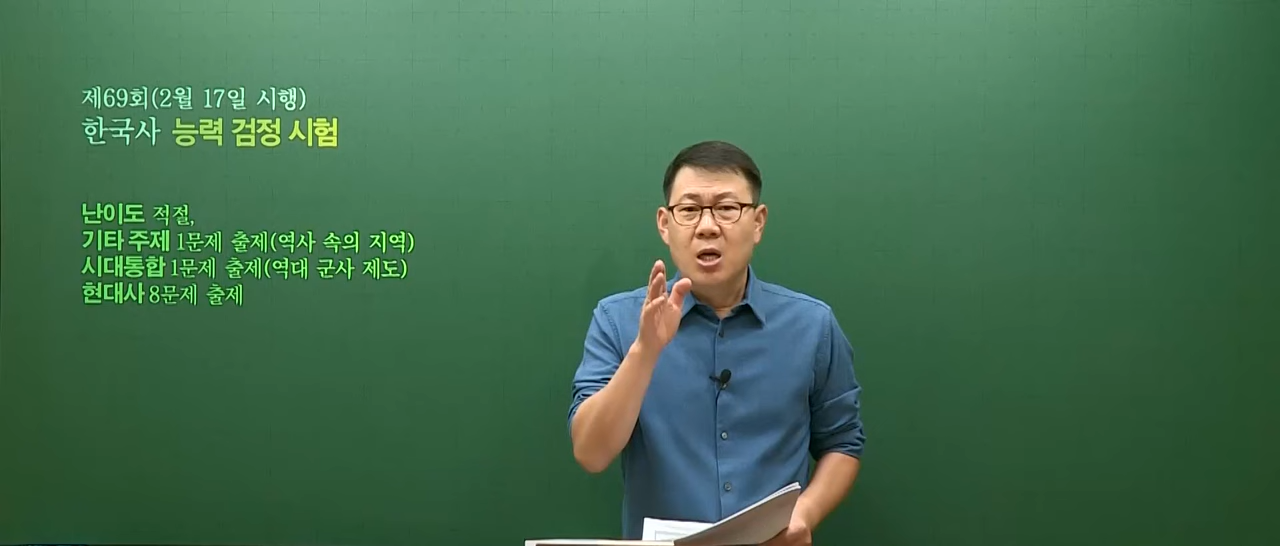 제69회(2월 17일 시행)
한국사 능력 검정 시험
난이도 적절,
기타 주제 1문제 출제(역사 속의 지역)
시대통합 1문제 출제(역대 군사 제도)
현대사 8문제 출제